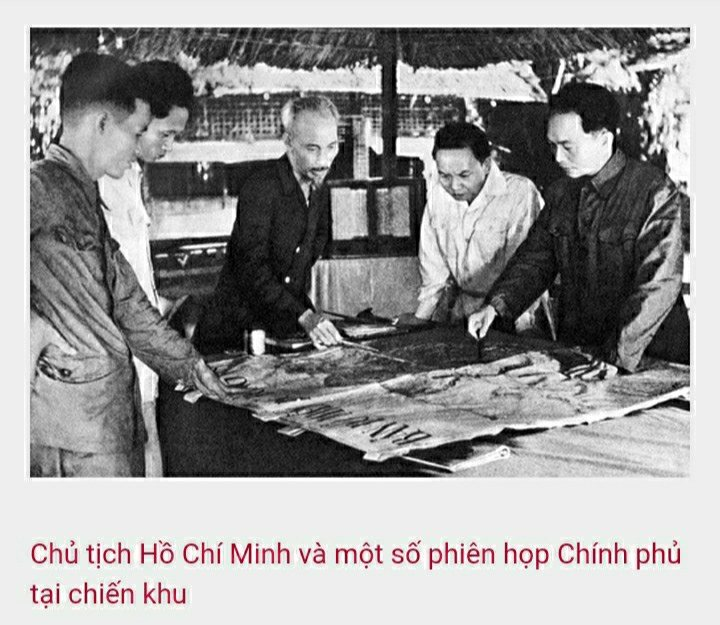 Chủ tịch Hồ Chí Minh và một số phiên họp Chính phủ
tại chiến khu